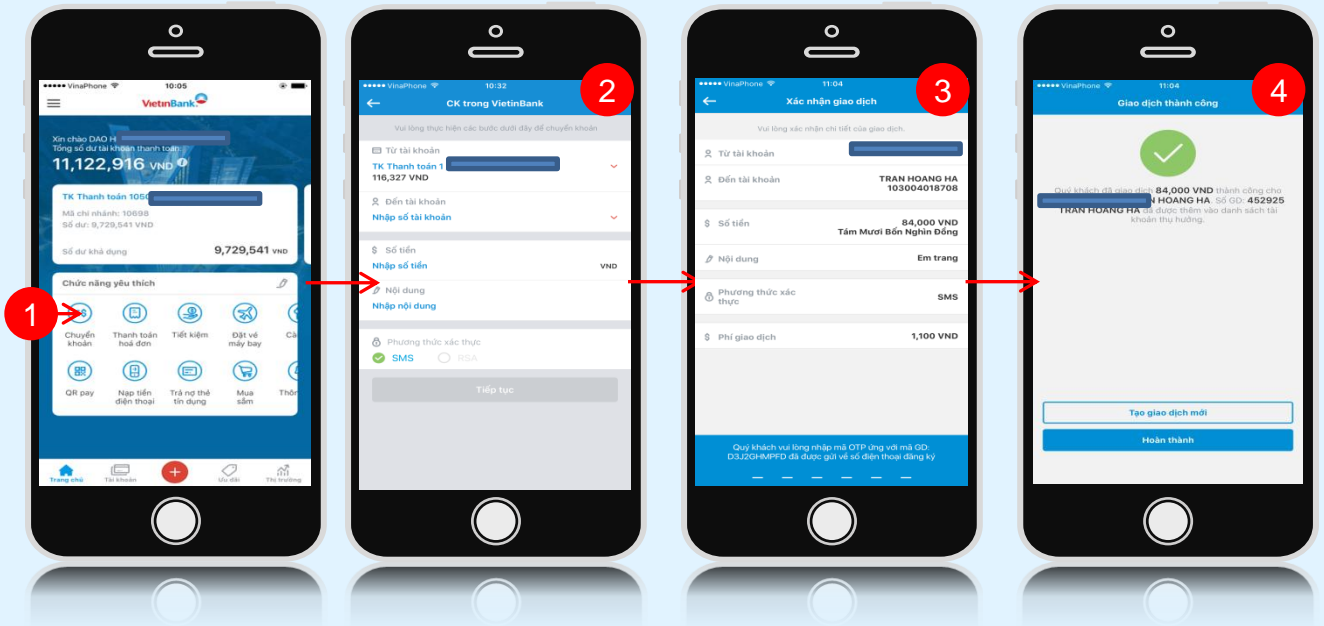 VinaPhone 10:05
VietinBank
Xin chào DAO H
Tổng số dư tài khoản thanh toán:
11,122,916 VND
TK Thanh toán 1050
Mã chi nhánh: 10698
Số dư: 9,729,541 VND
Số dư khả dụng 9,729,541 VND
Chức năng yêu thích
1
Chuyển khoản
Thanh toán hoá đơn
Tiết kiệm
Đặt vé máy bay
QR pay
Nạp tiền điện thoại
Trả nợ thẻ tín dụng
Mua sắm
Trang chủ
Tài khoản
Ưu đãi
Thị trường
2
VinaPhone 10:32
CK trong VietinBank
Vui lòng thực hiện các bước dưới đây để chuyển khoản
Từ tài khoản
TK Thanh toán 1
116,327 VND
Đến tài khoản
Nhập số tài khoản
$ Số tiền
Nhập số tiền VND
Nội dung
Nhập nội dung
Phương thức xác thực
SMS RSA
Tiếp tục
3
VinaPhone 11:04
Xác nhận giao dịch
Vui lòng xác nhận chi tiết của giao dịch.
Từ tài khoản
Đến tài khoản TRAN HOANG HA
103004018708
$ Số tiền 84,000 VND
Tám Mươi Bốn Nghìn Đồng
Nội dung Em trang
Phương thức xác thực SMS
$ Phí giao dịch 1,100 VND
Quý khách vui lòng nhập mã OTP ứng với mã GD:
D3J2GHMPFD đã được gửi về số điện thoại đăng ký
4
VinaPhone 11:04
Giao dịch thành công
Quý khách đã giao dịch 84,000 VND thành công cho
N HOANG HA. Số GD: 452925
TRAN HOANG HA đã được thêm vào danh sách tài
khoản thụ hưởng.
Tạo giao dịch mới
Hoàn thành